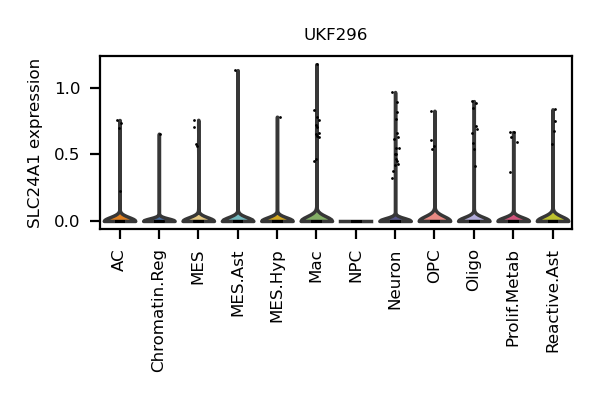 UKF296
SLC24A1 expression
1.0
0.5
0.0
AC
Chromatin.Reg
MES
MES.Ast
MES.Hyp
Mac
NPC
Neuron
OPC
Oligo
Prolif.Metab
Reactive.Ast